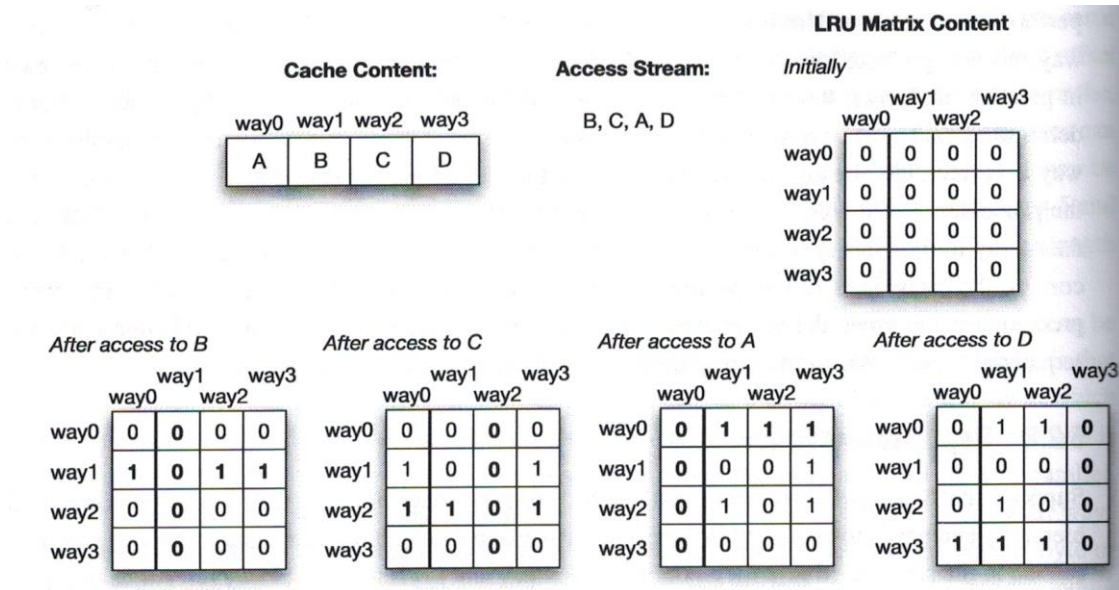 LRU Matrix Content
Cache Content:
Access Stream:
Initially
way0 way1 way2 way3
A B C D
B, C, A, D
way1 way3
way0 way2
way0 0 0 0 0
way1 0 0 0 0
way2 0 0 0 0
way3 0 0 0 0
After access to B
way1 way3
way0 way2
way0 0 0 0 0
way1 1 0 1 1
way2 0 0 0 0
way3 0 0 0 0
After access to C
way1 way3
way0 way2
way0 0 0 0 0
way1 1 0 0 1
way2 1 1 0 1
way3 0 0 0 0
After access to A
way1 way3
way0 way2
way0 0 1 1 1
way1 0 0 0 1
way2 0 1 0 1
way3 0 0 0 0
After access to D
way1 way3
way0 way2
way0 0 1 1 0
way1 0 0 0 0
way2 0 1 0 0
way3 1 1 1 0